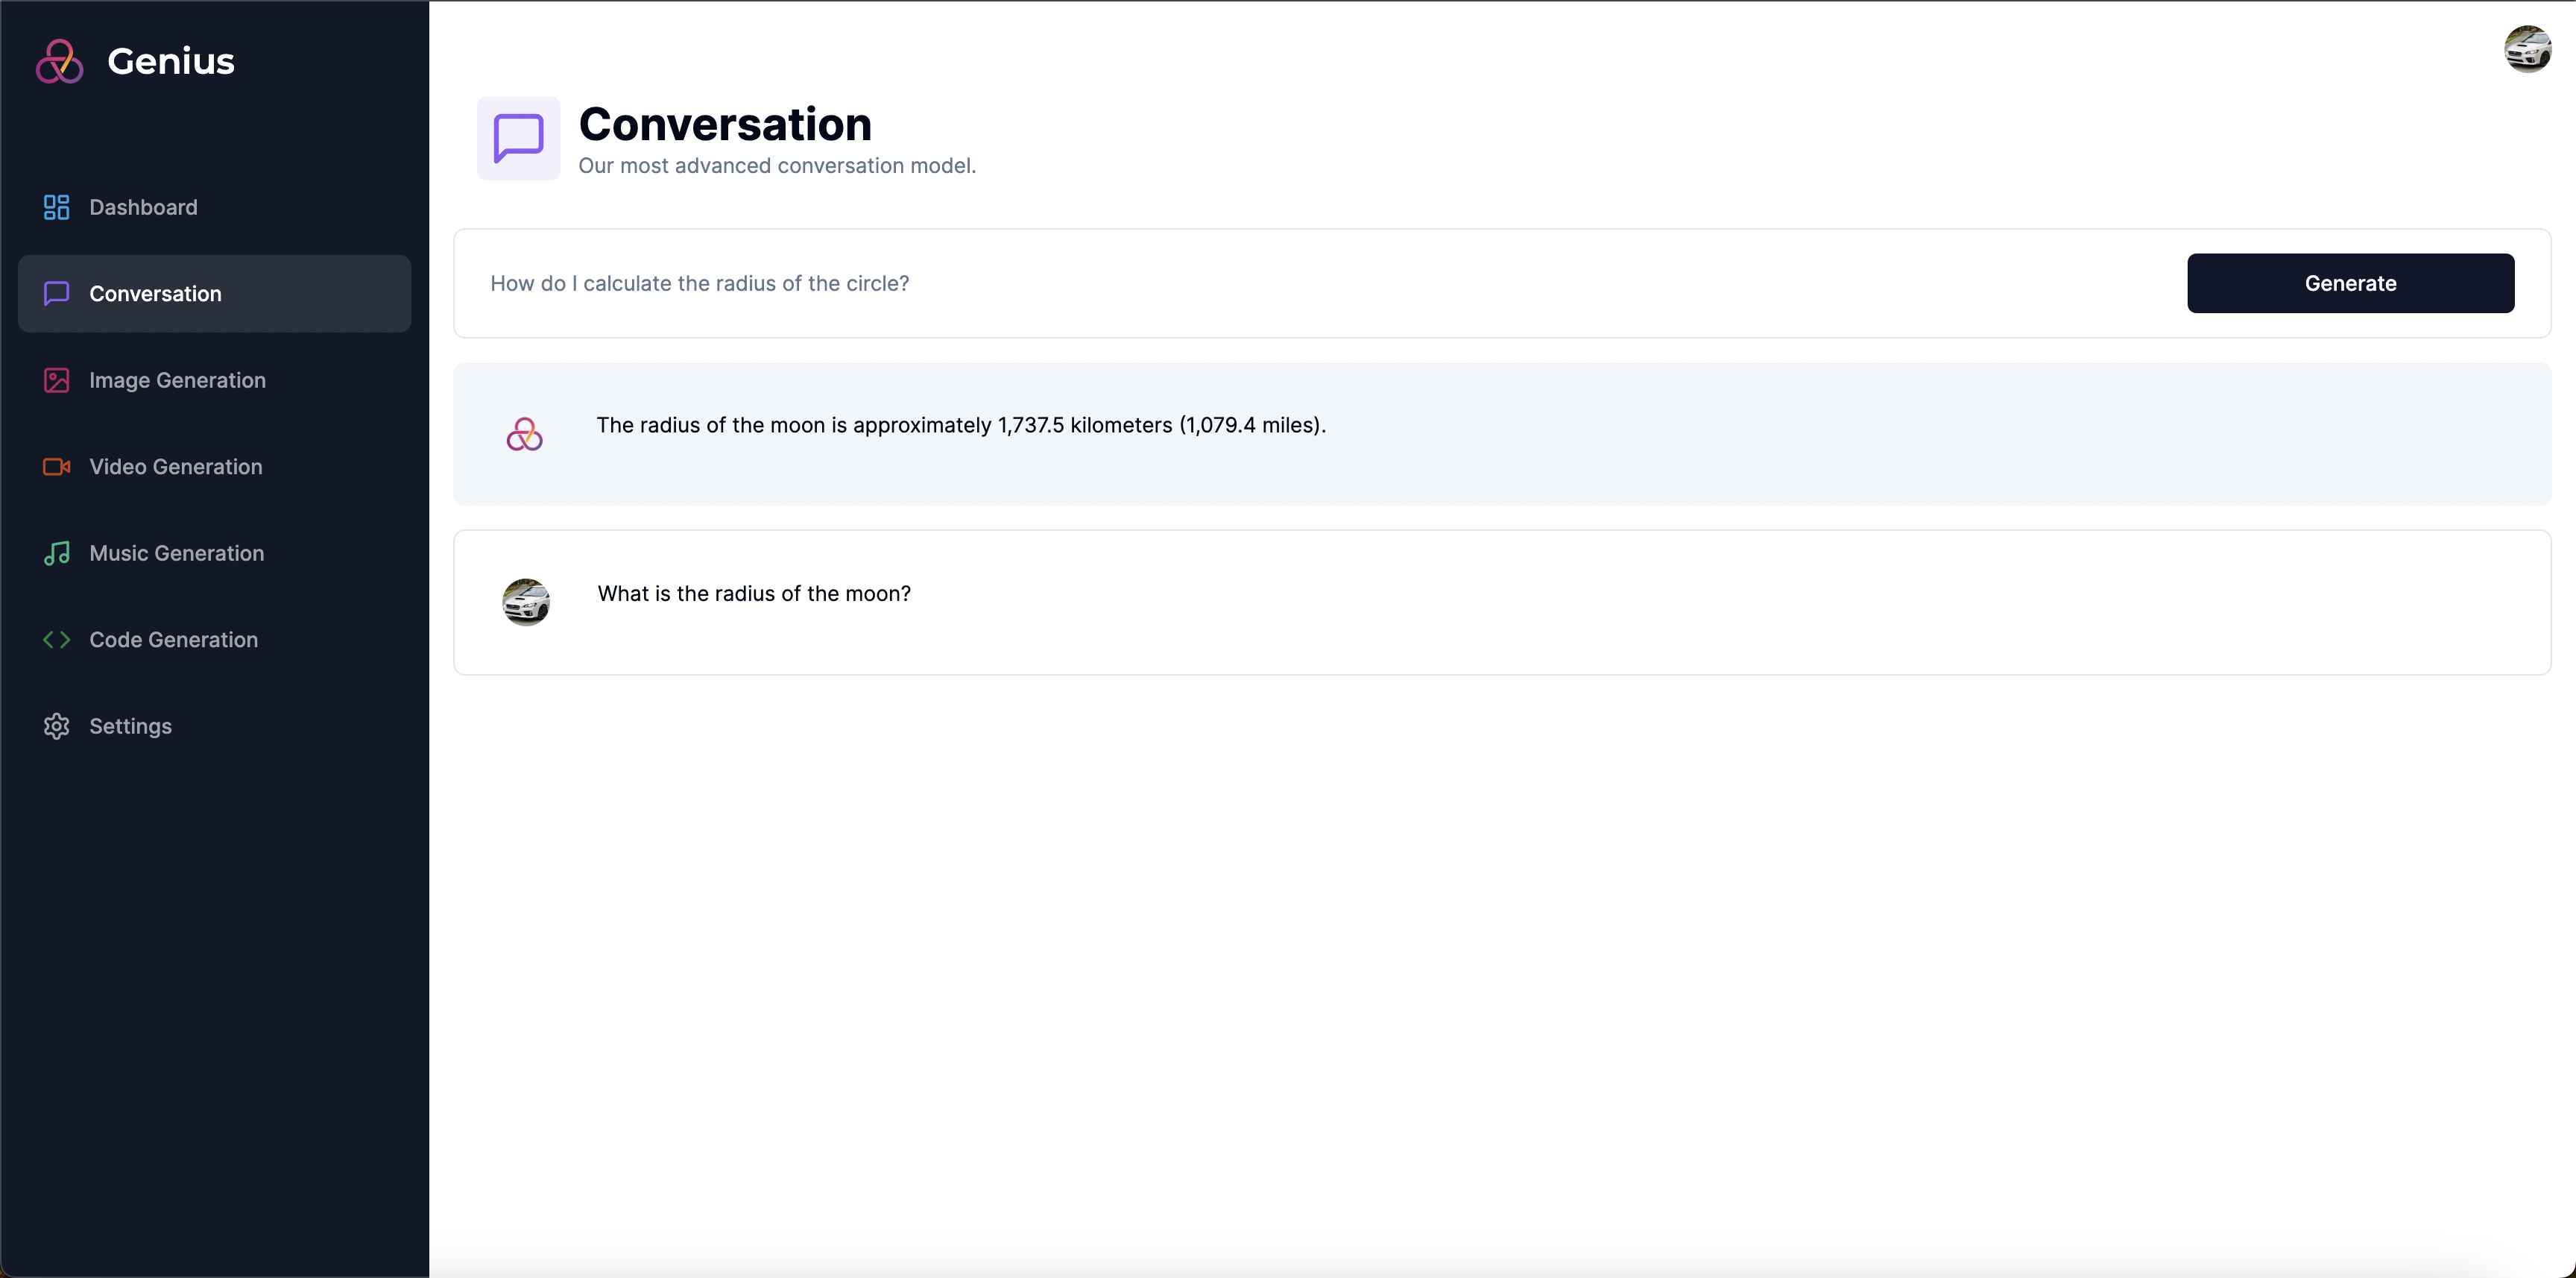 Genius
Dashboard
Conversation
Image Generation
Video Generation
Music Generation
Code Generation
Settings
Conversation
Our most advanced conversation model.
How do I calculate the radius of the circle?
Generate
The radius of the moon is approximately 1,737.5 kilometers (1,079.4 miles).
What is the radius of the moon?